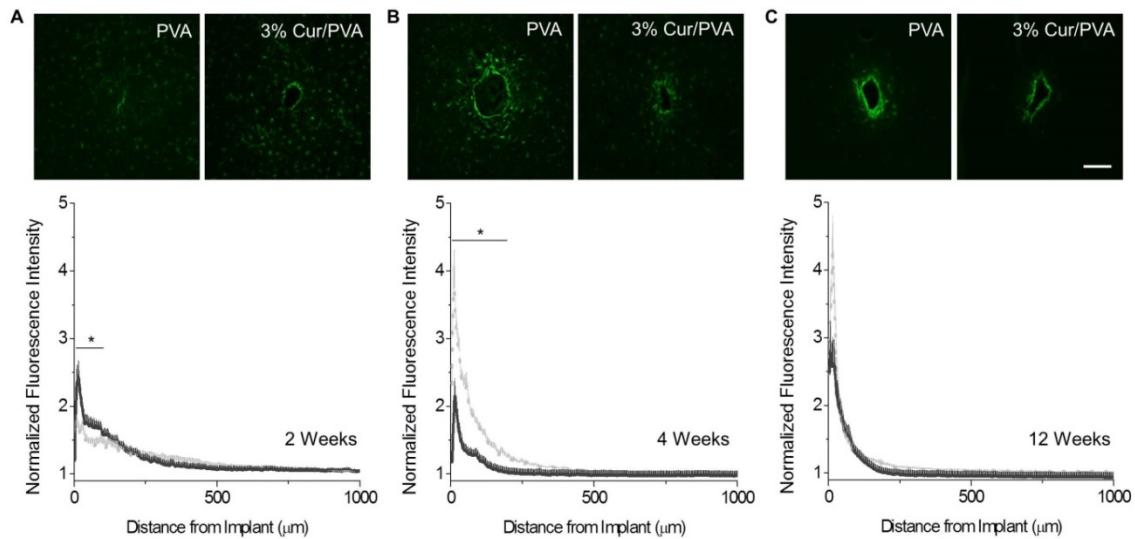 A
PVA
3% Cur/PVA
B
PVA
3% Cur/PVA
C
PVA
3% Cur/PVA
Normalized Fluorescence Intensity
5
4
3
2
1
*
2 Weeks
0
500
1000
Distance from Implant (μm)
Normalized Fluorescence Intensity
5
4
3
2
1
*
4 Weeks
0
500
1000
Distance from Implant (μm)
Normalized Fluorescence Intensity
5
4
3
2
1
12 Weeks
0
500
1000
Distance from Implant (μm)